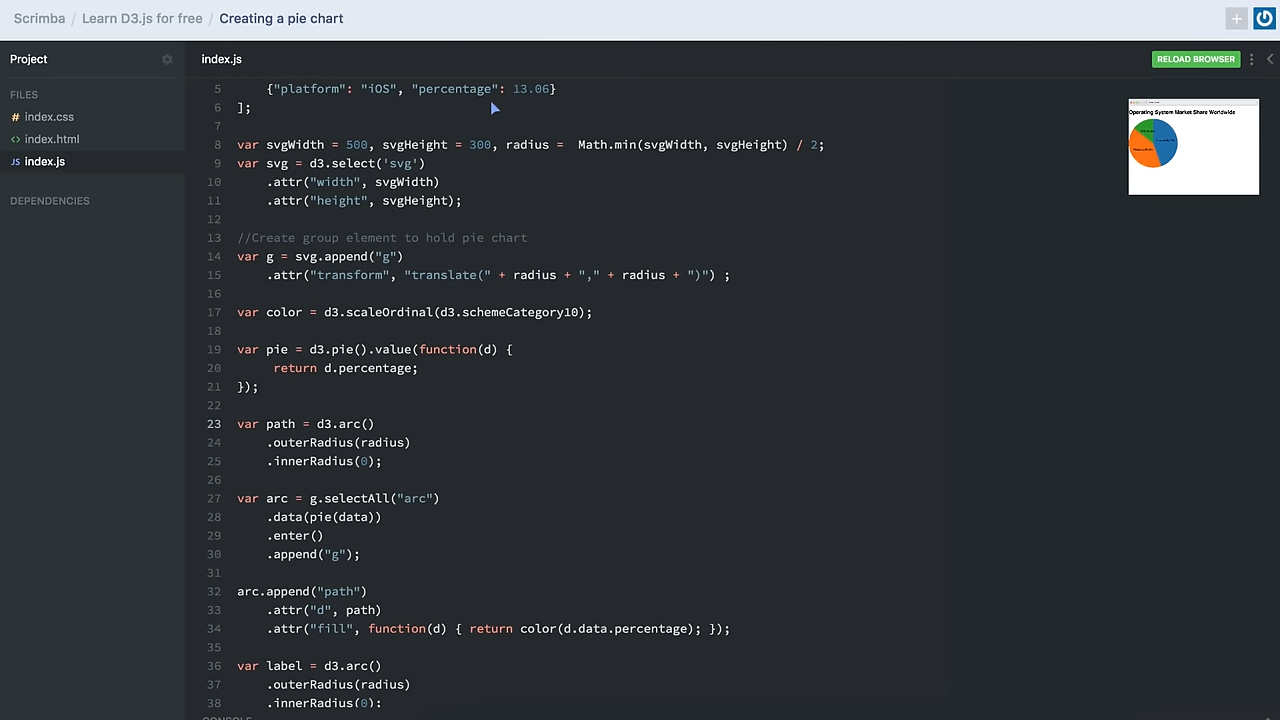 Scrimba / Learn D3.js for free / Creating a pie chart
Project
index.js
RELOAD BROWSER
FILES
# index.css
<> index.html
JS index.js
DEPENDENCIES
5     {"platform": "iOS", "percentage": 13.06}
6 ];
7
8 var svgWidth = 500, svgHeight = 300, radius =  Math.min(svgWidth, svgHeight) / 2;
9 var svg = d3.select('svg')
10     .attr("width", svgWidth)
11     .attr("height", svgHeight);
12
13 //Create group element to hold pie chart
14 var g = svg.append("g")
15     .attr("transform", "translate(" + radius + "," + radius + ")") ;
16
17 var color = d3.scaleOrdinal(d3.schemeCategory10);
18
19 var pie = d3.pie().value(function(d) {
20      return d.percentage;
21 });
22
23 var path = d3.arc()
24     .outerRadius(radius)
25     .innerRadius(0);
26
27 var arc = g.selectAll("arc")
28     .data(pie(data))
29     .enter()
30     .append("g");
31
32 arc.append("path")
33     .attr("d", path)
34     .attr("fill", function(d) { return color(d.data.percentage); });
35
36 var label = d3.arc()
37     .outerRadius(radius)
38     .innerRadius(0);
CONSOLE
Operating System Market Share Worldwide